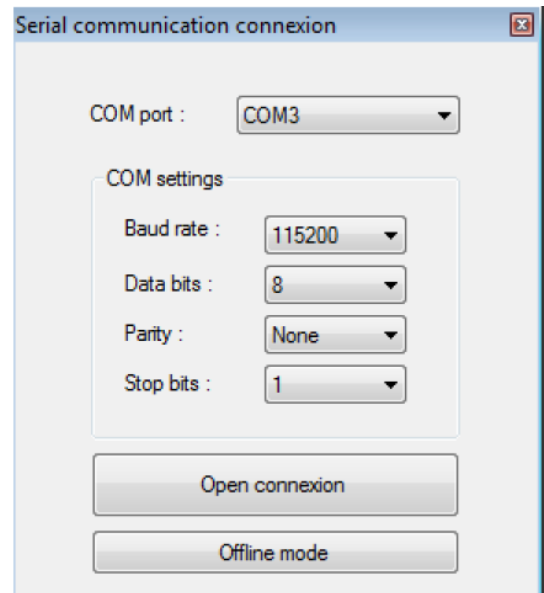 Serial communication connexion
COM port : COM3
COM settings
Baud rate : 115200
Data bits : 8
Parity : None
Stop bits : 1
Open connexion
Offline mode